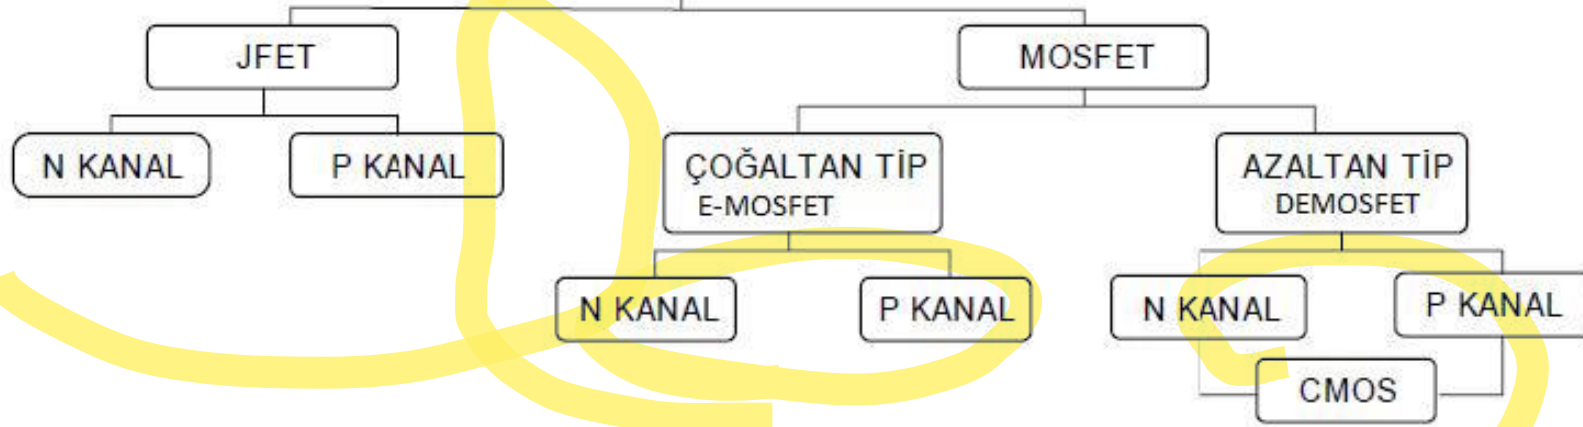 JFET
MOSFET
N KANAL
P KANAL
ÇOĞALTAN TİP
E-MOSFET
AZALTAN TİP
DEMOSFET
N KANAL
P KANAL
N KANAL
P KANAL
CMOS